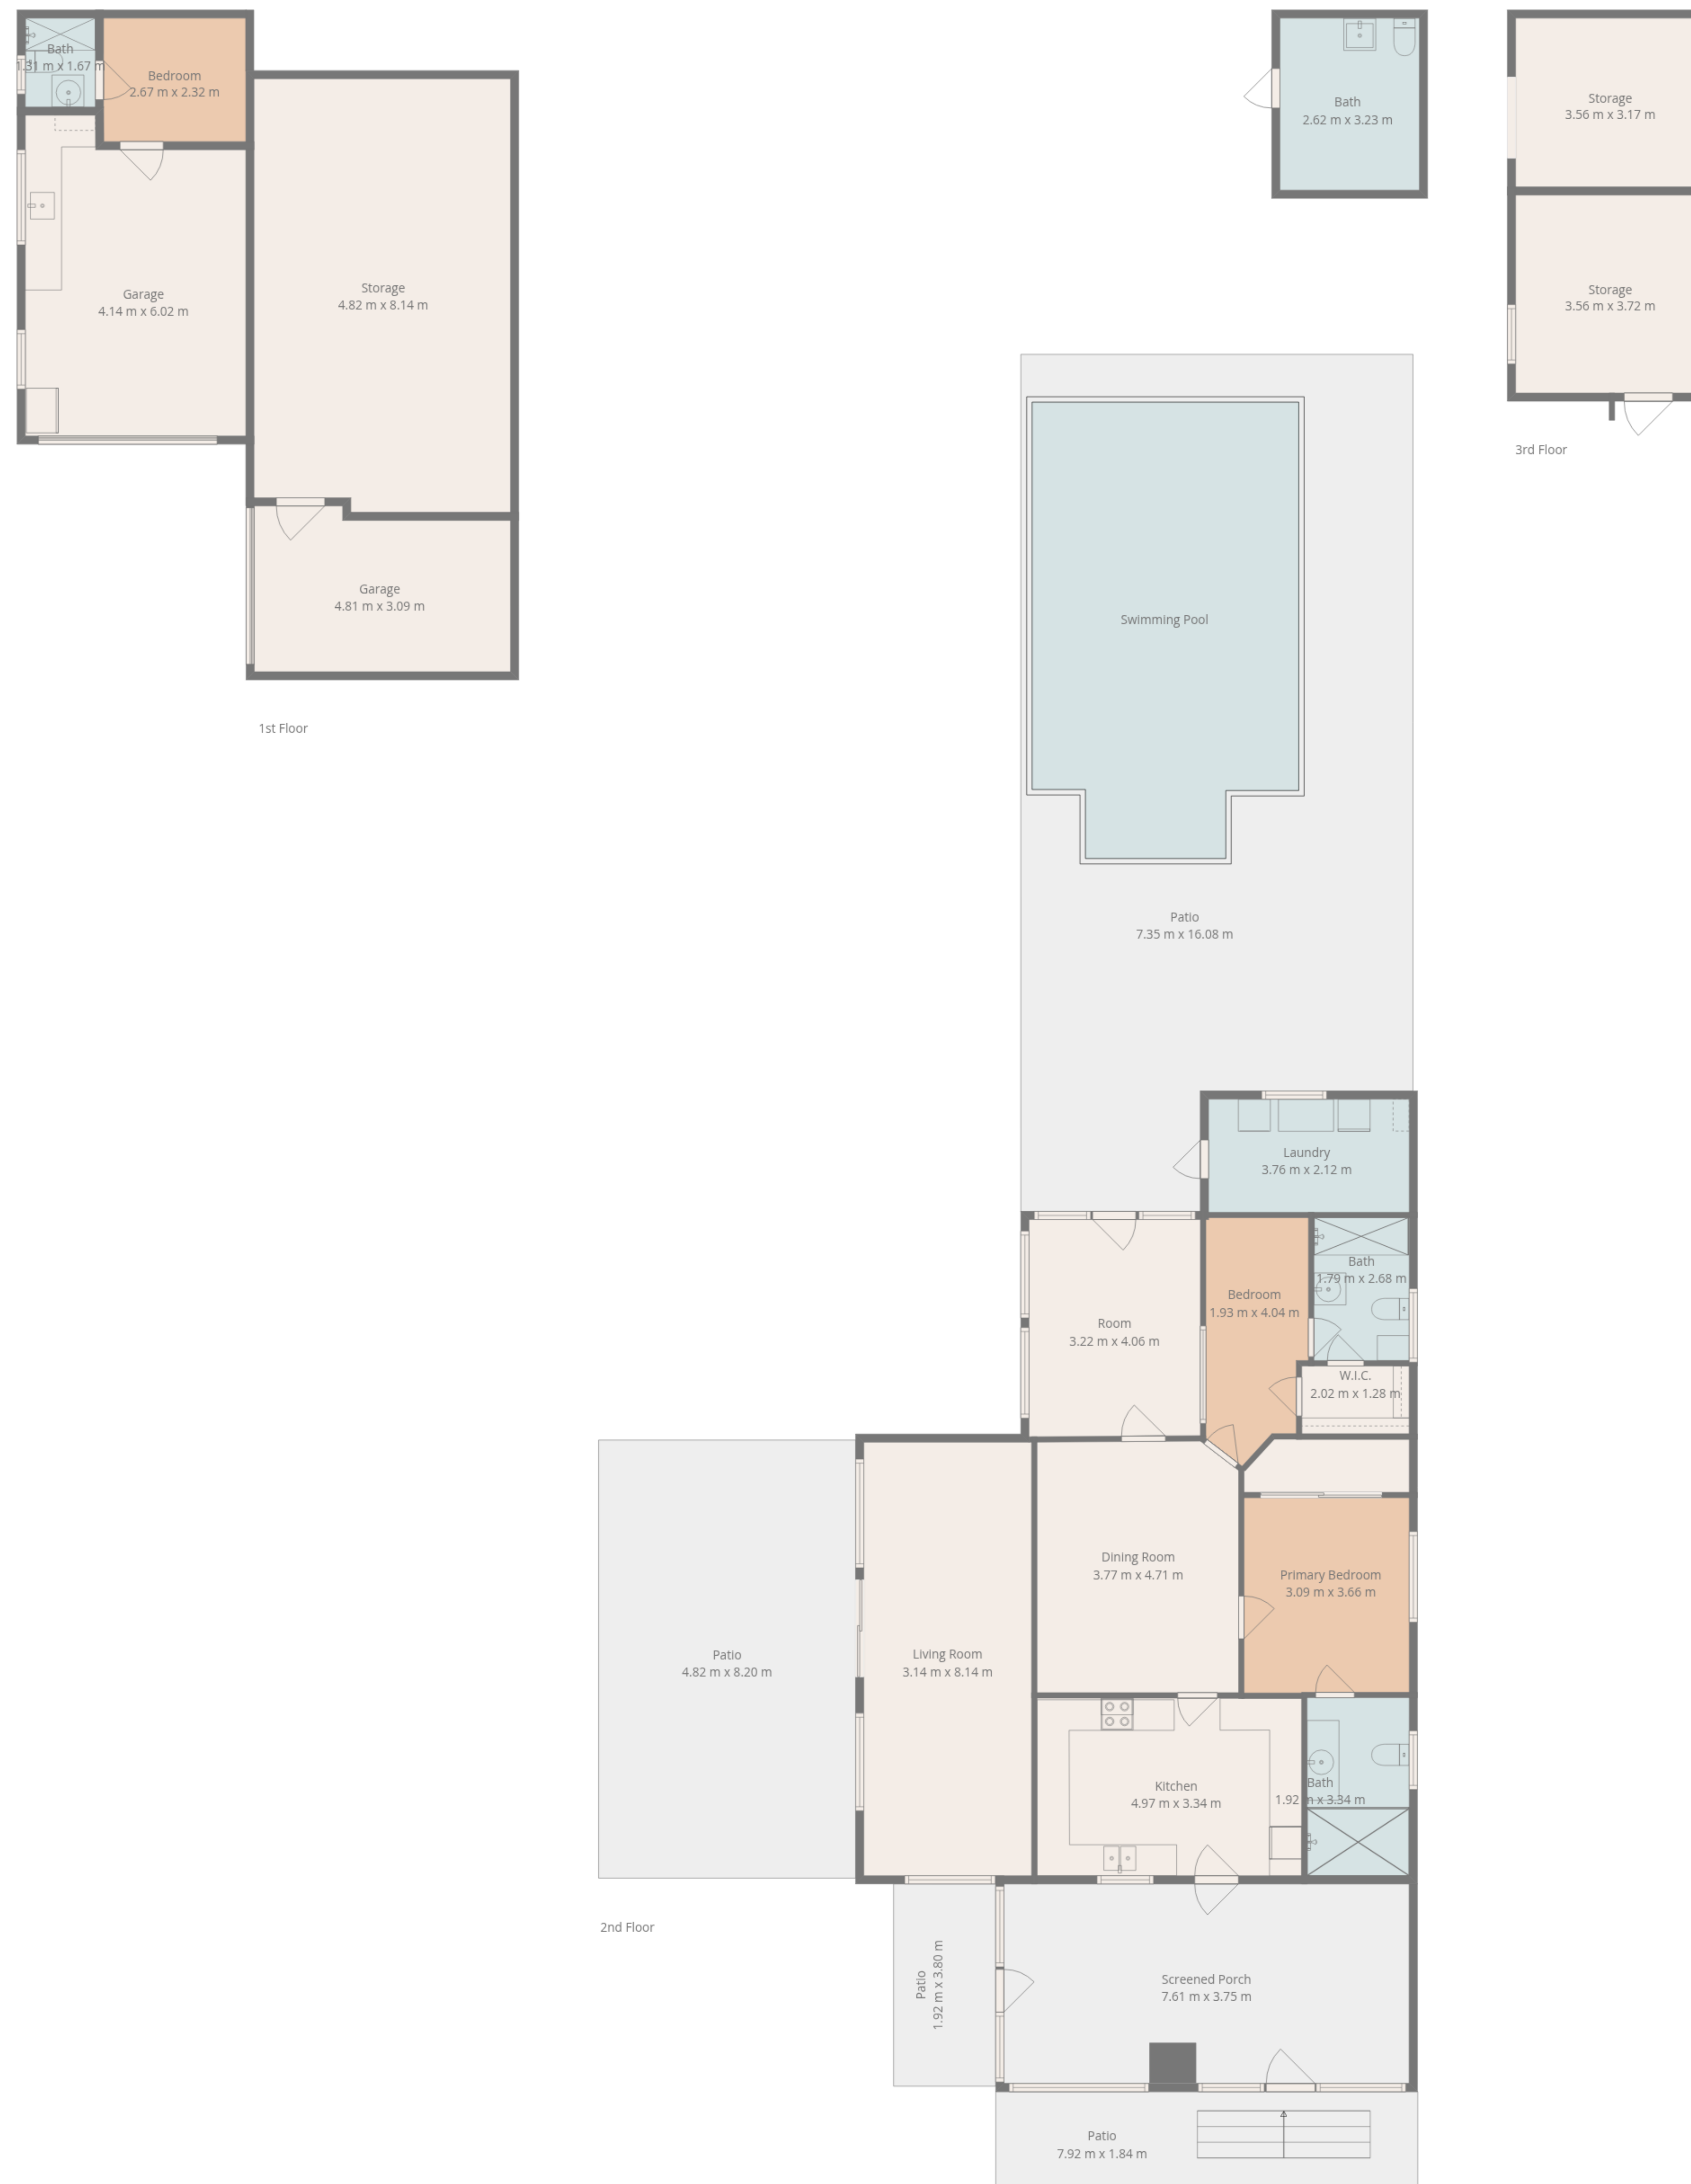 Bath
1.31 m x 1.67 m
Bedroom
2.67 m x 2.32 m
Garage
4.14 m x 6.02 m
Storage
4.82 m x 8.14 m
Garage
4.81 m x 3.09 m
1st Floor
Bath
2.62 m x 3.23 m
Storage
3.56 m x 3.17 m
Storage
3.56 m x 3.72 m
3rd Floor
Swimming Pool
Patio
7.35 m x 16.08 m
Laundry
3.76 m x 2.12 m
Bath
1.79 m x 2.68 m
Bedroom
1.93 m x 4.04 m
Room
3.22 m x 4.06 m
W.I.C.
2.02 m x 1.28 m
Dining Room
3.77 m x 4.71 m
Primary Bedroom
3.09 m x 3.66 m
Patio
4.82 m x 8.20 m
Living Room
3.14 m x 8.14 m
Kitchen
4.97 m x 3.34 m
Bath
1.92 m x 3.34 m
2nd Floor
Patio
1.92 m x 3.80 m
Screened Porch
7.61 m x 3.75 m
Patio
7.92 m x 1.84 m